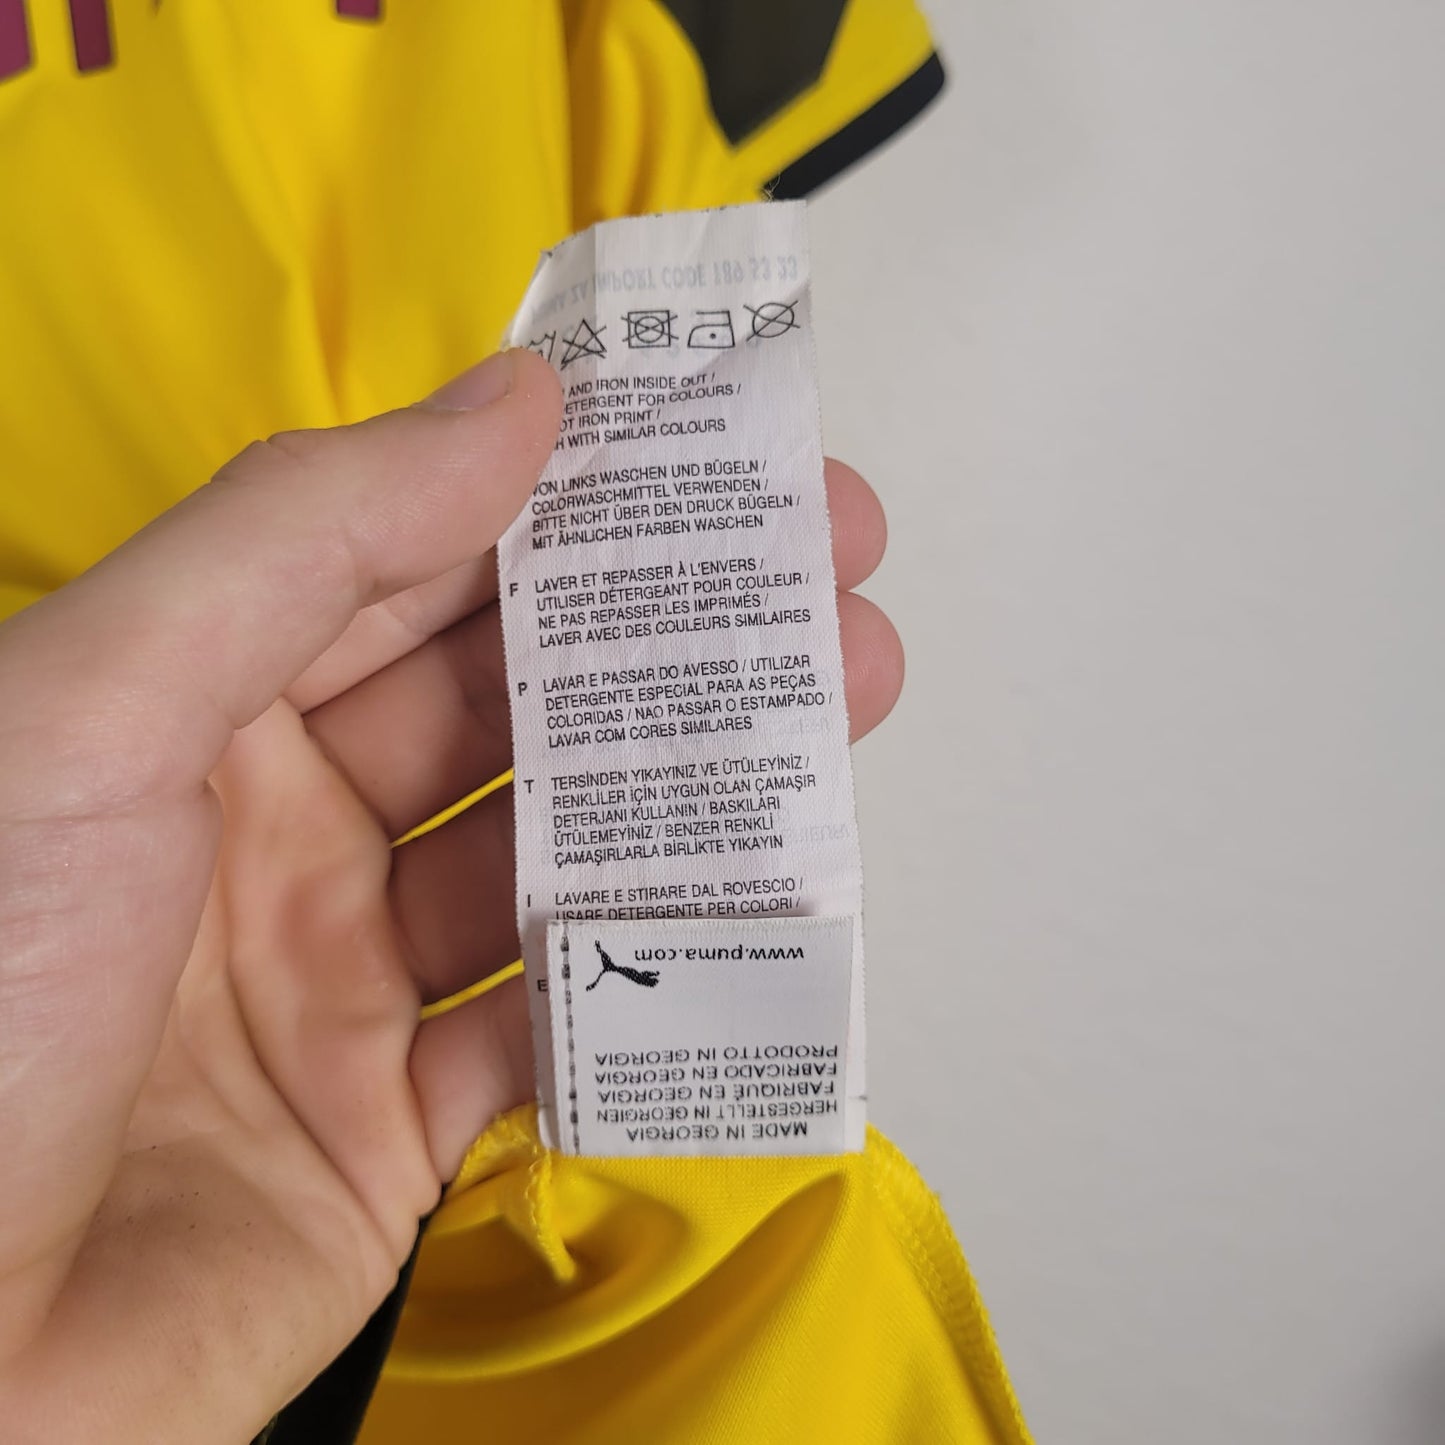 IMPORT CODE 189 53 23
AND IRON INSIDE OUT /
DETERGENT FOR COLOURS /
IRON PRINT /
WITH SIMILAR COLOURS
VON LINKS WASCHEN UND BÜGELN /
COLORWASCHMITTEL VERWENDEN /
BITTE NICHT ÜBER DEN DRUCK BÜGELN /
MIT ÄHNLICHEN FARBEN WASCHEN
F LAVER ET REPASSER À L'ENVERS /
UTILISER DÉTERGEANT POUR COULEUR /
NE PAS REPASSER LES IMPRIMÉS /
LAVER AVEC DES COULEURS SIMILAIRES
P LAVAR E PASSAR DO AVESSO / UTILIZAR
DETERGENTE ESPECIAL PARA AS PEÇAS
COLORIDAS / NAO PASSAR O ESTAMPADO /
LAVAR COM CORES SIMILARES
T TERSİNDEN YIKAYINIZ VE ÜTÜLEYİNİZ /
RENKLİLER İÇİN UYGUN OLAN ÇAMAŞIR
DETERJANI KULLANIN / BASKILARI
ÜTÜLEMEYİNİZ / BENZER RENKLİ
ÇAMAŞIRLARLA BİRLİKTE YIKAYIN
I LAVARE E STIRARE DAL ROVESCIO /
USARE DETERGENTE PER COLORI /
E
MADE IN GEORGIA
HERGESTELLT IN GEORGIEN
FABRIQUÉ EN GEORGIA
FABRICADO EN GEORGIA
PRODOTTO IN GEORGIA
www.puma.com